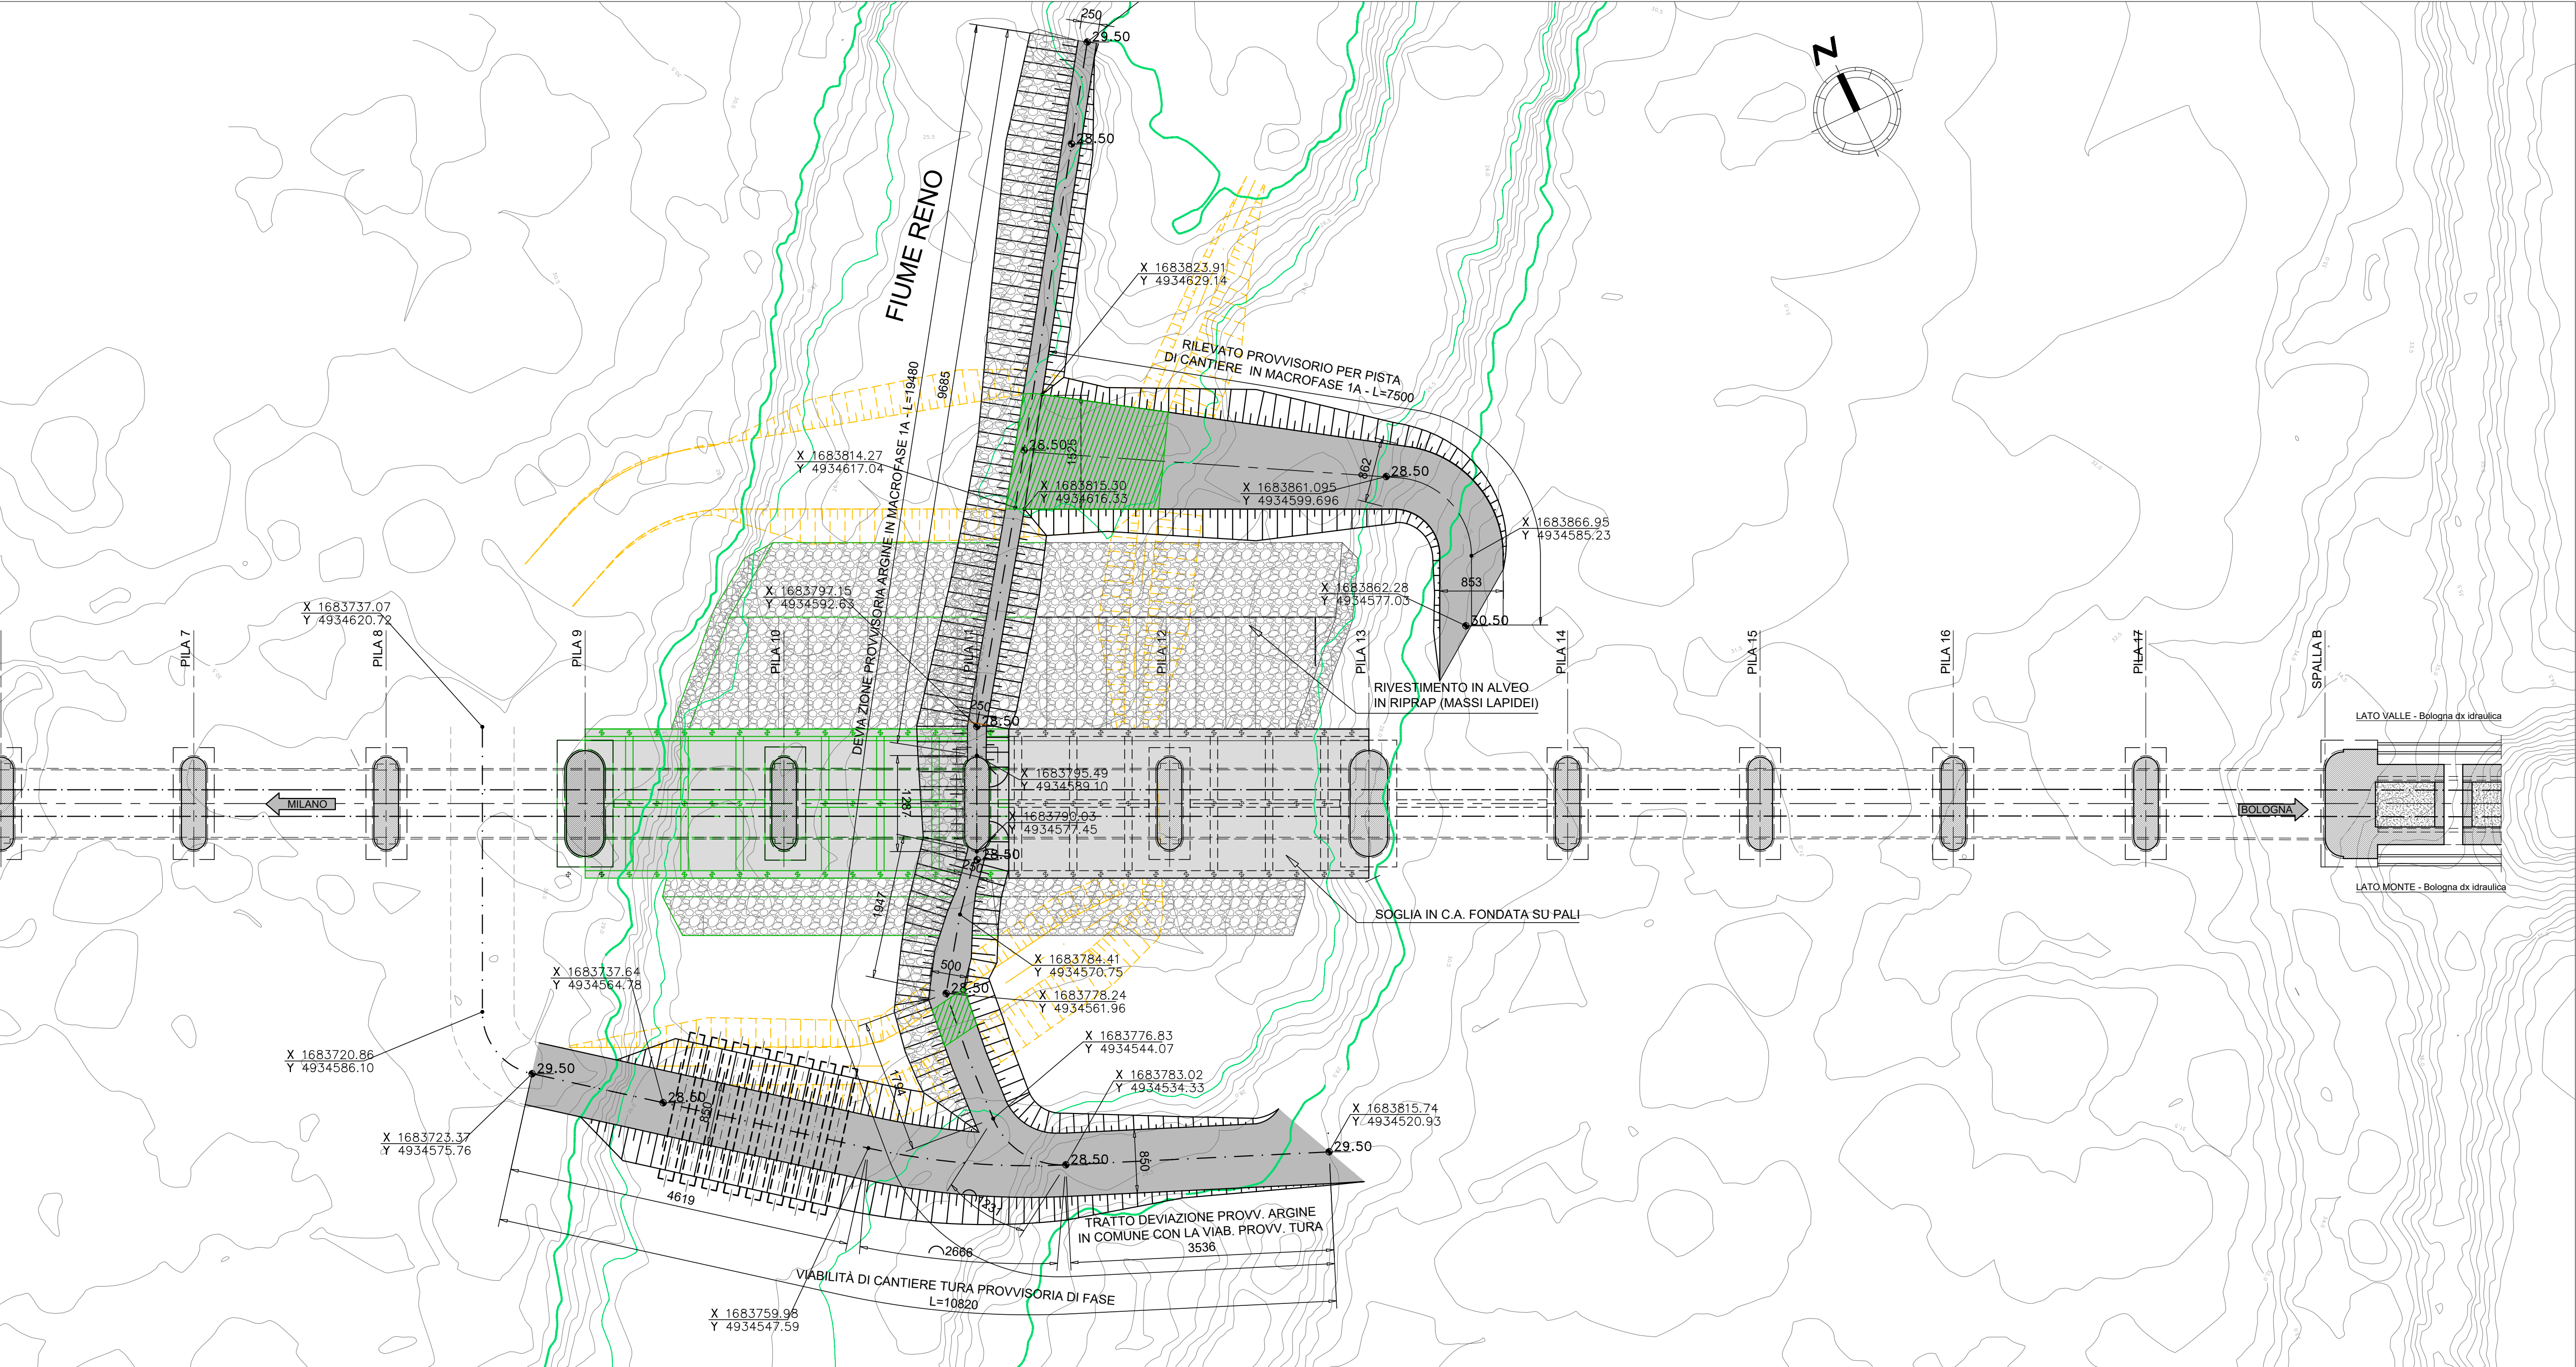 250
29.50
N
28.50
FIUME RENO
X 1683823.91
Y 4934629.14
DEVIAZIONE PROVVISORIA ARGINE IN MACROFASE 1A - L=19480
9685
RILEVATO PROVVISORIO PER PISTA
DI CANTIERE IN MACROFASE 1A - L=7500
28.50
1525
862
28.50
X 1683814.27
Y 4934617.04
X 1683815.30
Y 4934616.33
X 1683861.095
Y 4934599.696
X 1683866.95
Y 4934585.23
853
X 1683862.28
Y 4934577.03
30.50
X 1683797.15
Y 4934592.63
X 1683737.07
Y 4934620.72
PILA 7
PILA 8
PILA 9
PILA 10
PILA 11
PILA 12
PILA 13
PILA 14
PILA 15
PILA 16
PILA 17
SPALLA B
RIVESTIMENTO IN ALVEO
IN RIPRAP (MASSI LAPIDEI)
250
28.50
LATO VALLE - Bologna dx idraulica
X 1683795.49
Y 4934589.10
MILANO
1287
BOLOGNA
X 1683790.03
Y 4934577.45
28.50
250
LATO MONTE - Bologna dx idraulica
1947
SOGLIA IN C.A. FONDATA SU PALI
X 1683784.41
Y 4934570.75
500
28.50
X 1683737.64
Y 4934564.78
X 1683778.24
Y 4934561.96
X 1683776.83
Y 4934544.07
X 1683720.86
Y 4934586.10
29.50
X 1683783.02
Y 4934534.33
28.50
850
X 1683815.74
Y 4934520.93
X 1683723.37
Y 4934575.76
29.50
28.50
850
4619
1237
TRATTO DEVIAZIONE PROVV. ARGINE
IN COMUNE CON LA VIAB. PROVV. TURA
3536
2666
VIABILITÀ DI CANTIERE TURA PROVVISORIA DI FASE
L=10820
X 1683759.98
Y 4934547.59